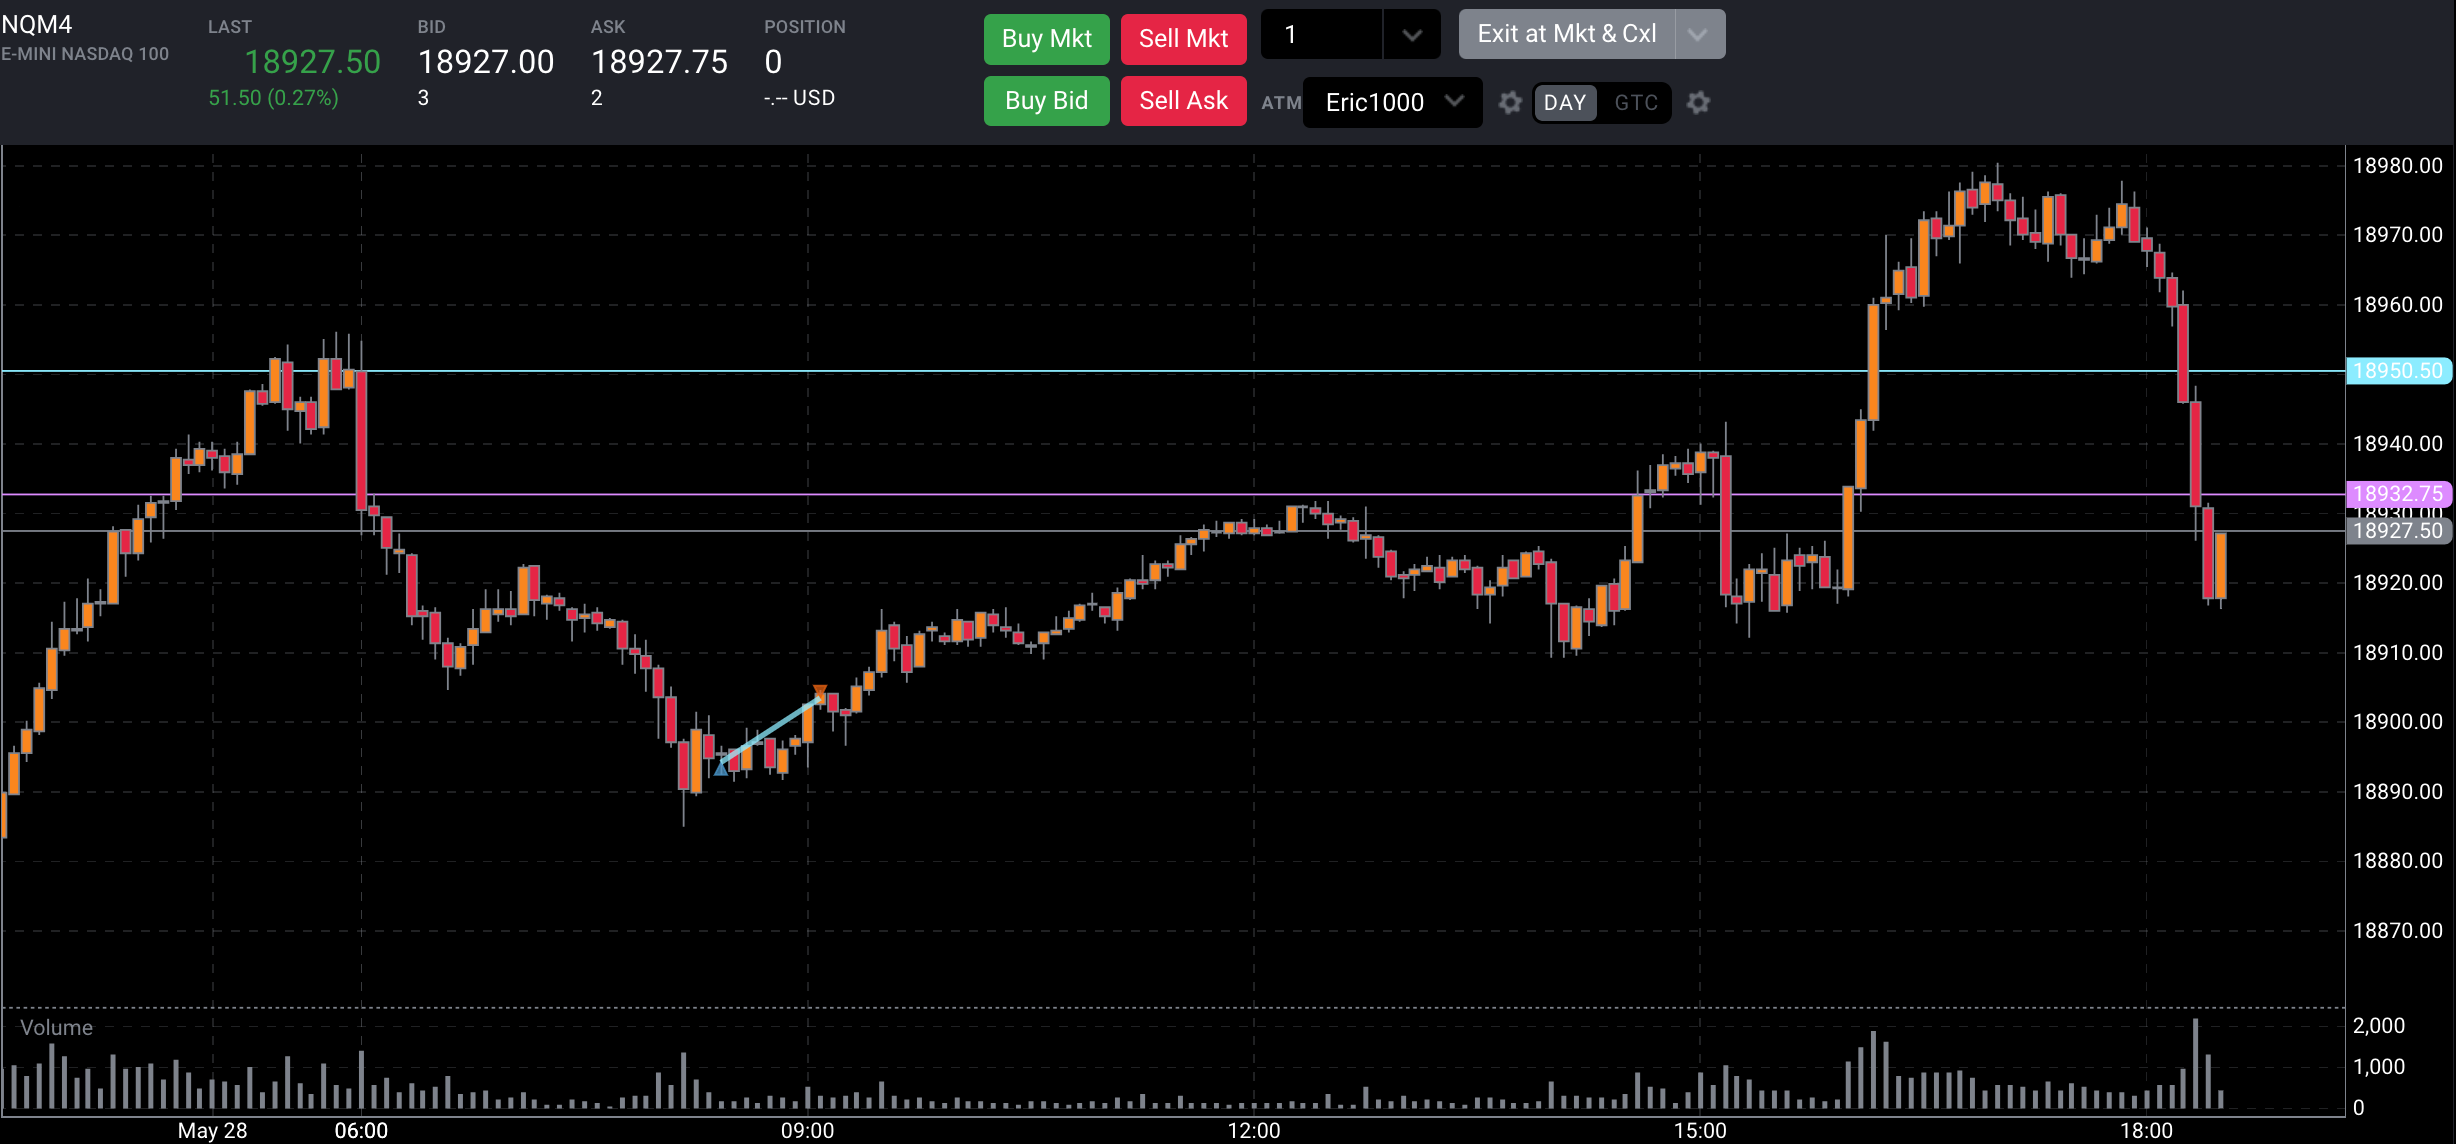 NQM4
E-MINI NASDAQ 100
LAST
18927.50
51.50 (0.27%)
BID
18927.00
3
ASK
18927.75
2
POSITION
0
-.-- USD
Buy Mkt
Sell Mkt
1
Exit at Mkt & Cxl
Buy Bid
Sell Ask
ATM
Eric1000
DAY
GTC
18980.00
18970.00
18960.00
18950.50
18940.00
18932.75
18930.00
18927.50
18920.00
18910.00
18900.00
18890.00
18880.00
18870.00
Volume
2,000
1,000
0
May 28
06:00
09:00
12:00
15:00
18:00